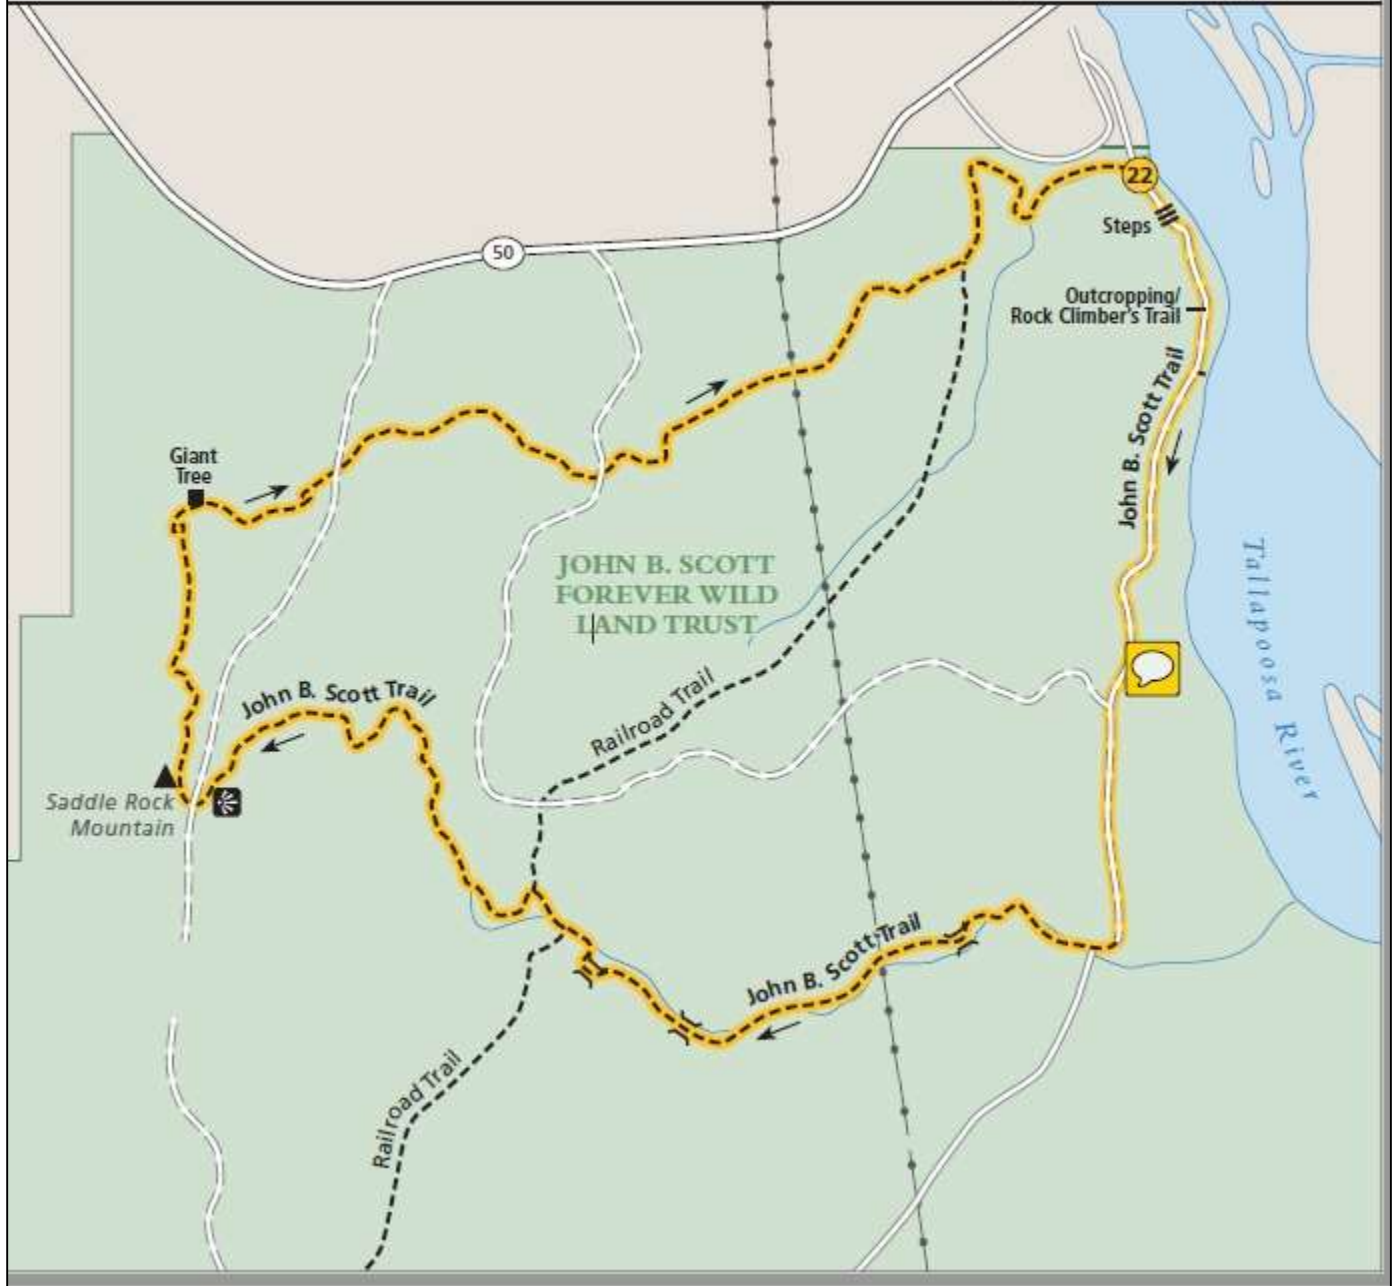 22
Steps
50
Outcropping/
Rock Climber's Trail
John B. Scott Trail
Giant
Tree
JOHN B. SCOTT
FOREVER WILD
LAND TRUST
Tallapoosa River
Railroad Trail
John B. Scott Trail
Saddle Rock
Mountain
John B. Scott Trail
Railroad Trail